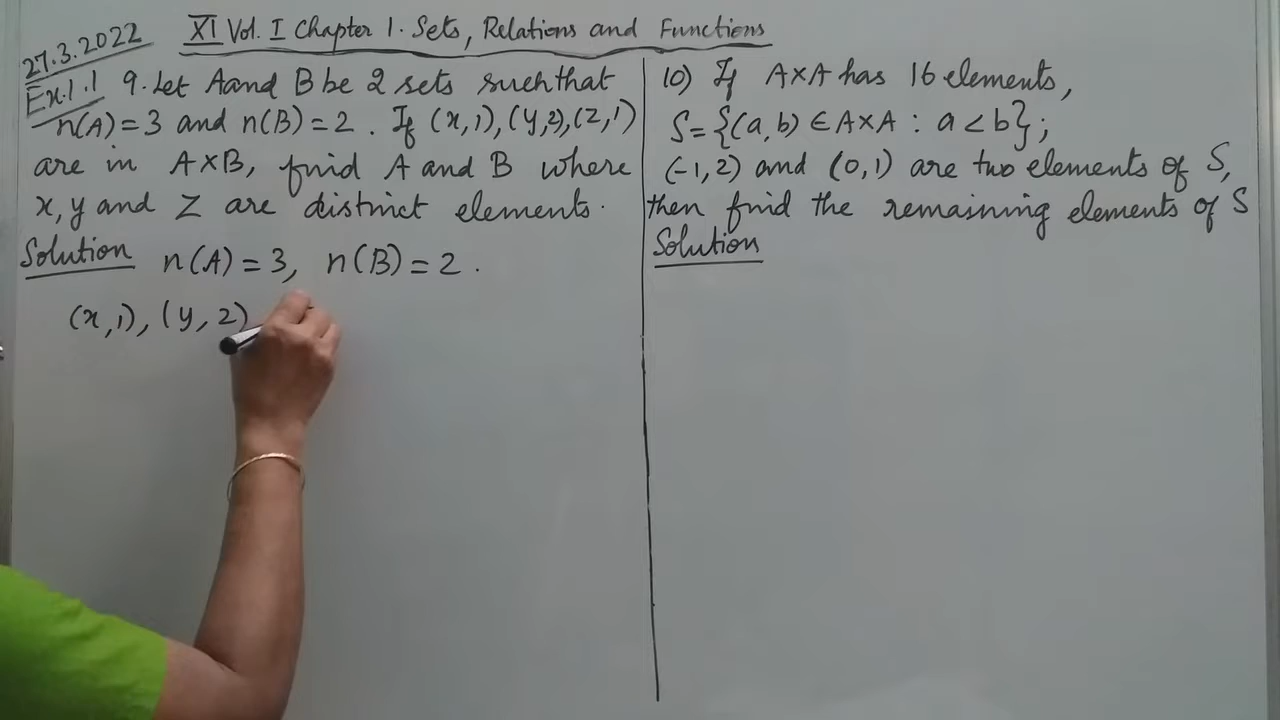 27.3.2022
XI Vol. I Chapter 1. Sets, Relations and Functions
Ex.1.1 9. Let A and B be 2 sets such that
n(A)=3 and n(B)=2. If (x,1),(y,2),(z,1)
are in A×B, find A and B where
x, y and z are distinct elements.
Solution n(A)=3, n(B)=2.
(x,1), (y,2)
10) If A×A has 16 elements,
S={(a,b)∈A×A : a<b};
(-1,2) and (0,1) are two elements of S,
then find the remaining elements of S
Solution